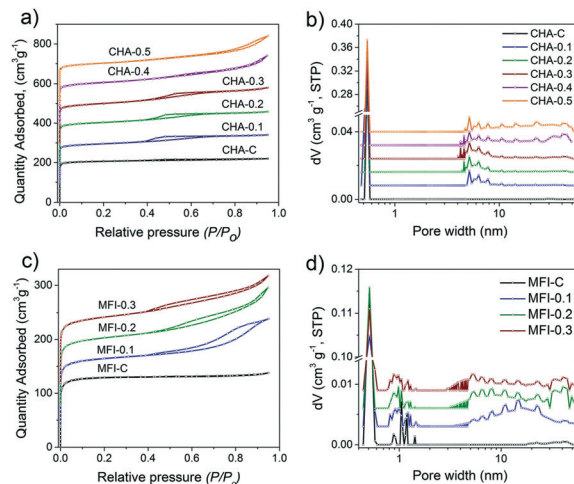 a)
Quantity Adsorbed, (cm³g⁻¹)
800
600
400
200
0
CHA-0.5
CHA-0.4
CHA-0.3
CHA-0.2
CHA-0.1
CHA-C
0.0 0.2 0.4 0.6 0.8 1.0
Relative pressure (P/P₀)
b)
dV (cm³ g⁻¹, STP)
0.40
0.36
0.32
0.28
0.04
0.00
CHA-C
CHA-0.1
CHA-0.2
CHA-0.3
CHA-0.4
CHA-0.5
1 10
Pore width (nm)
c)
Quantity Adsorbed (cm³g⁻¹)
300
200
100
0
MFI-0.3
MFI-0.2
MFI-0.1
MFI-C
0.0 0.2 0.4 0.6 0.8 1.0
Relative pressure (P/P₀)
d)
dV (cm³ g⁻¹, STP)
0.12
0.11
0.10
0.01
0.00
MFI-C
MFI-0.1
MFI-0.2
MFI-0.3
1 10
Pore width (nm)